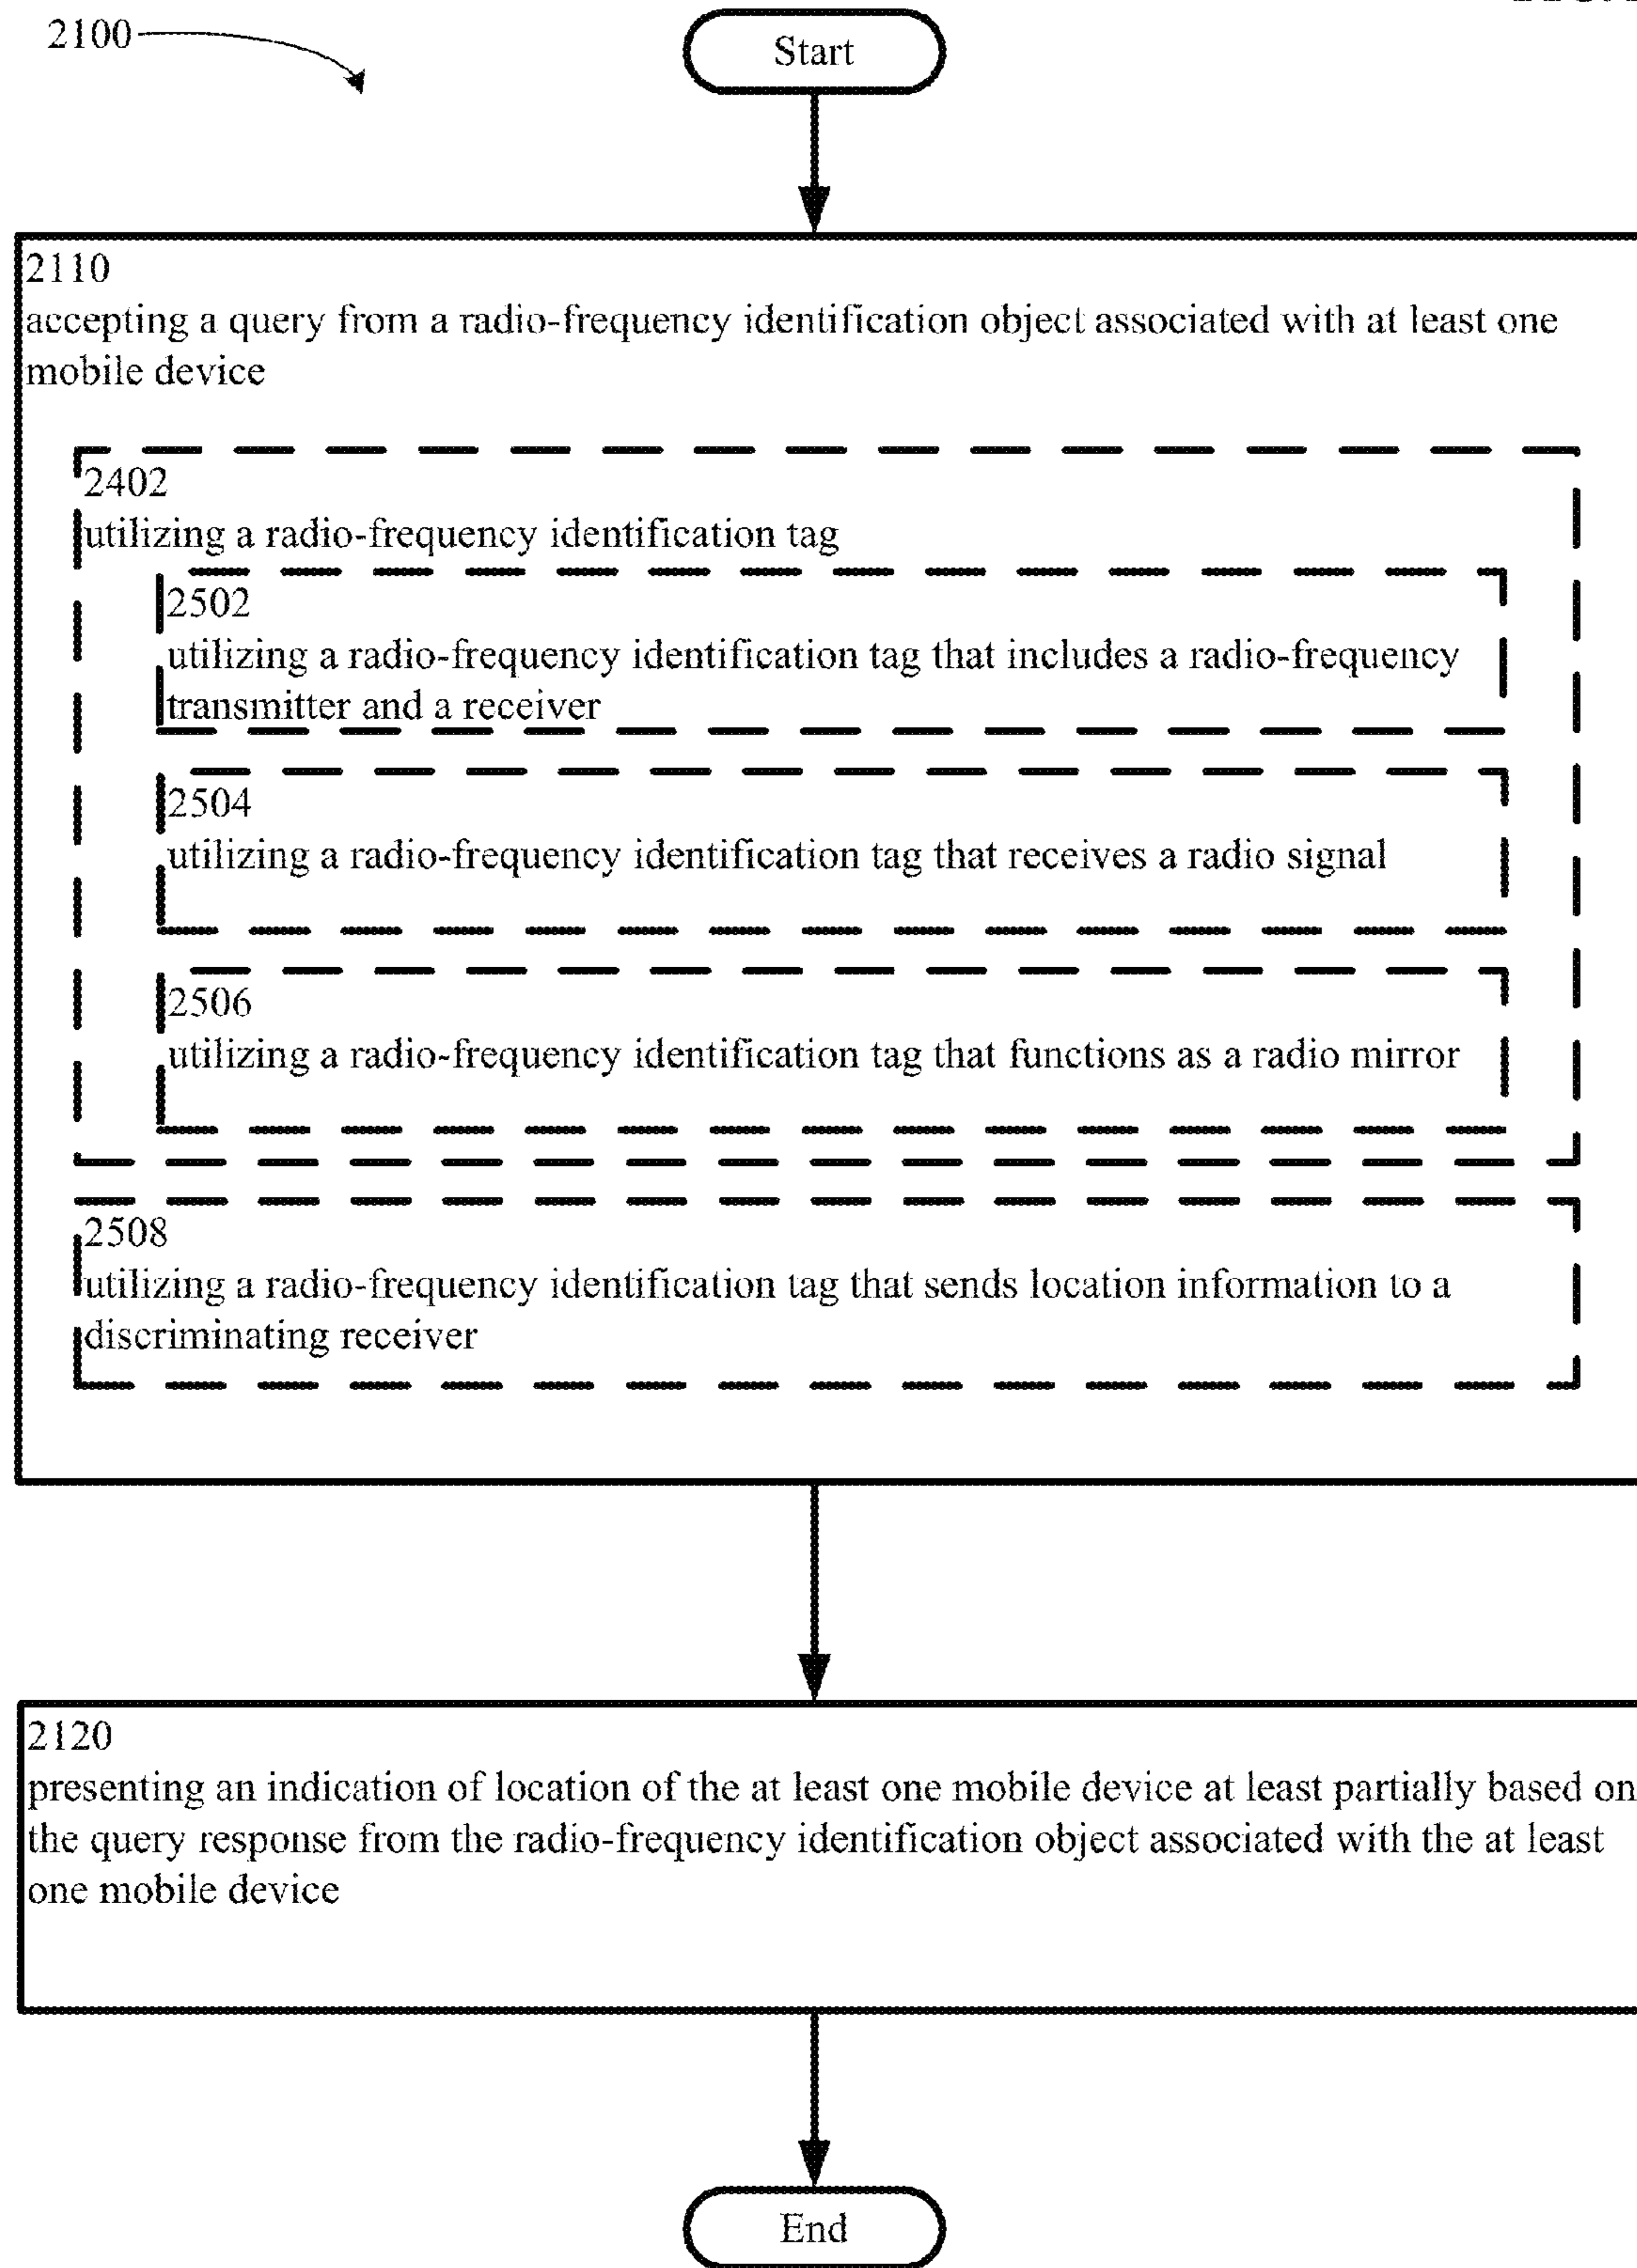 2100
Start
2110
accepting a query from a radio-frequency identification object associated with at least one
mobile device
2402
utilizing a radio-frequency identification tag
2502
utilizing a radio-frequency identification tag that includes a radio-frequency
transmitter and a receiver
2504
utilizing a radio-frequency identification tag that receives a radio signal
2506
utilizing a radio-frequency identification tag that functions as a radio mirror
2508
utilizing a radio-frequency identification tag that sends location information to a
discriminating receiver
2120
presenting an indication of location of the at least one mobile device at least partially based on
the query response from the radio-frequency identification object associated with the at least
one mobile device
End